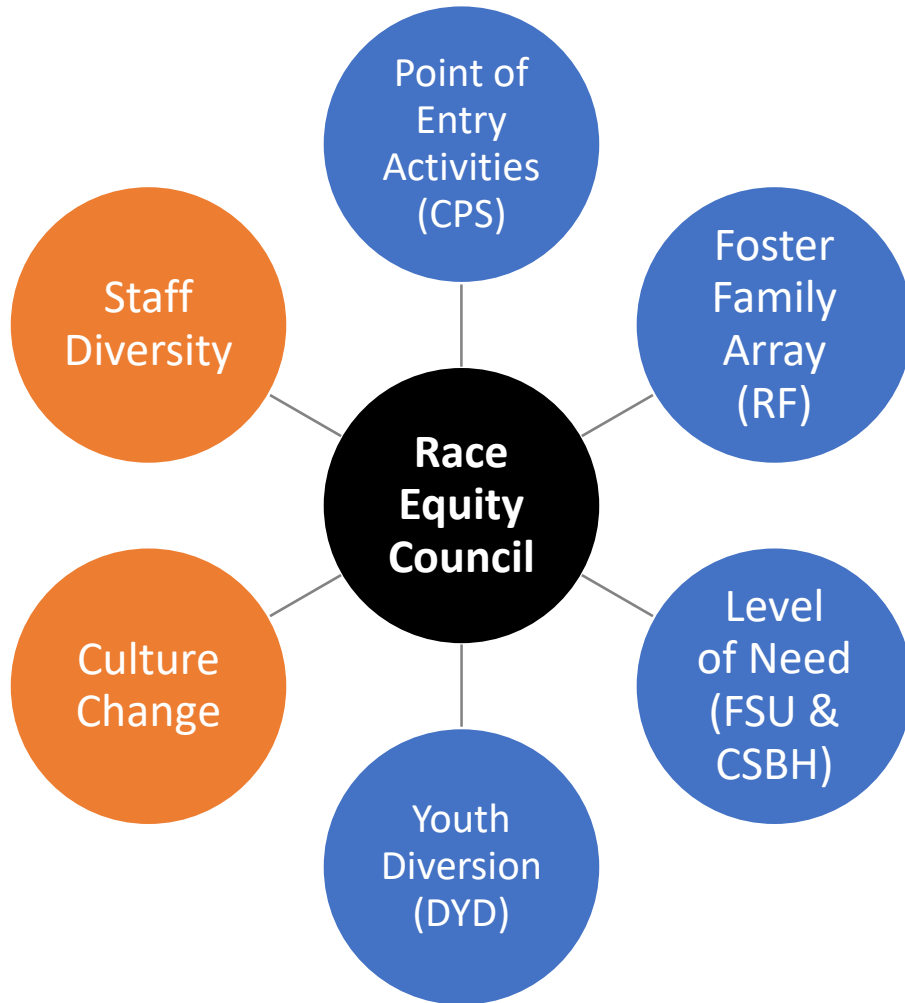 Point of
Entry
Activities
(CPS)
Foster
Family
Array
(RF)
Level
of Need
(FSU &
CSBH)
Youth
Diversion
(DYD)
Culture
Change
Staff
Diversity
Race
Equity
Council